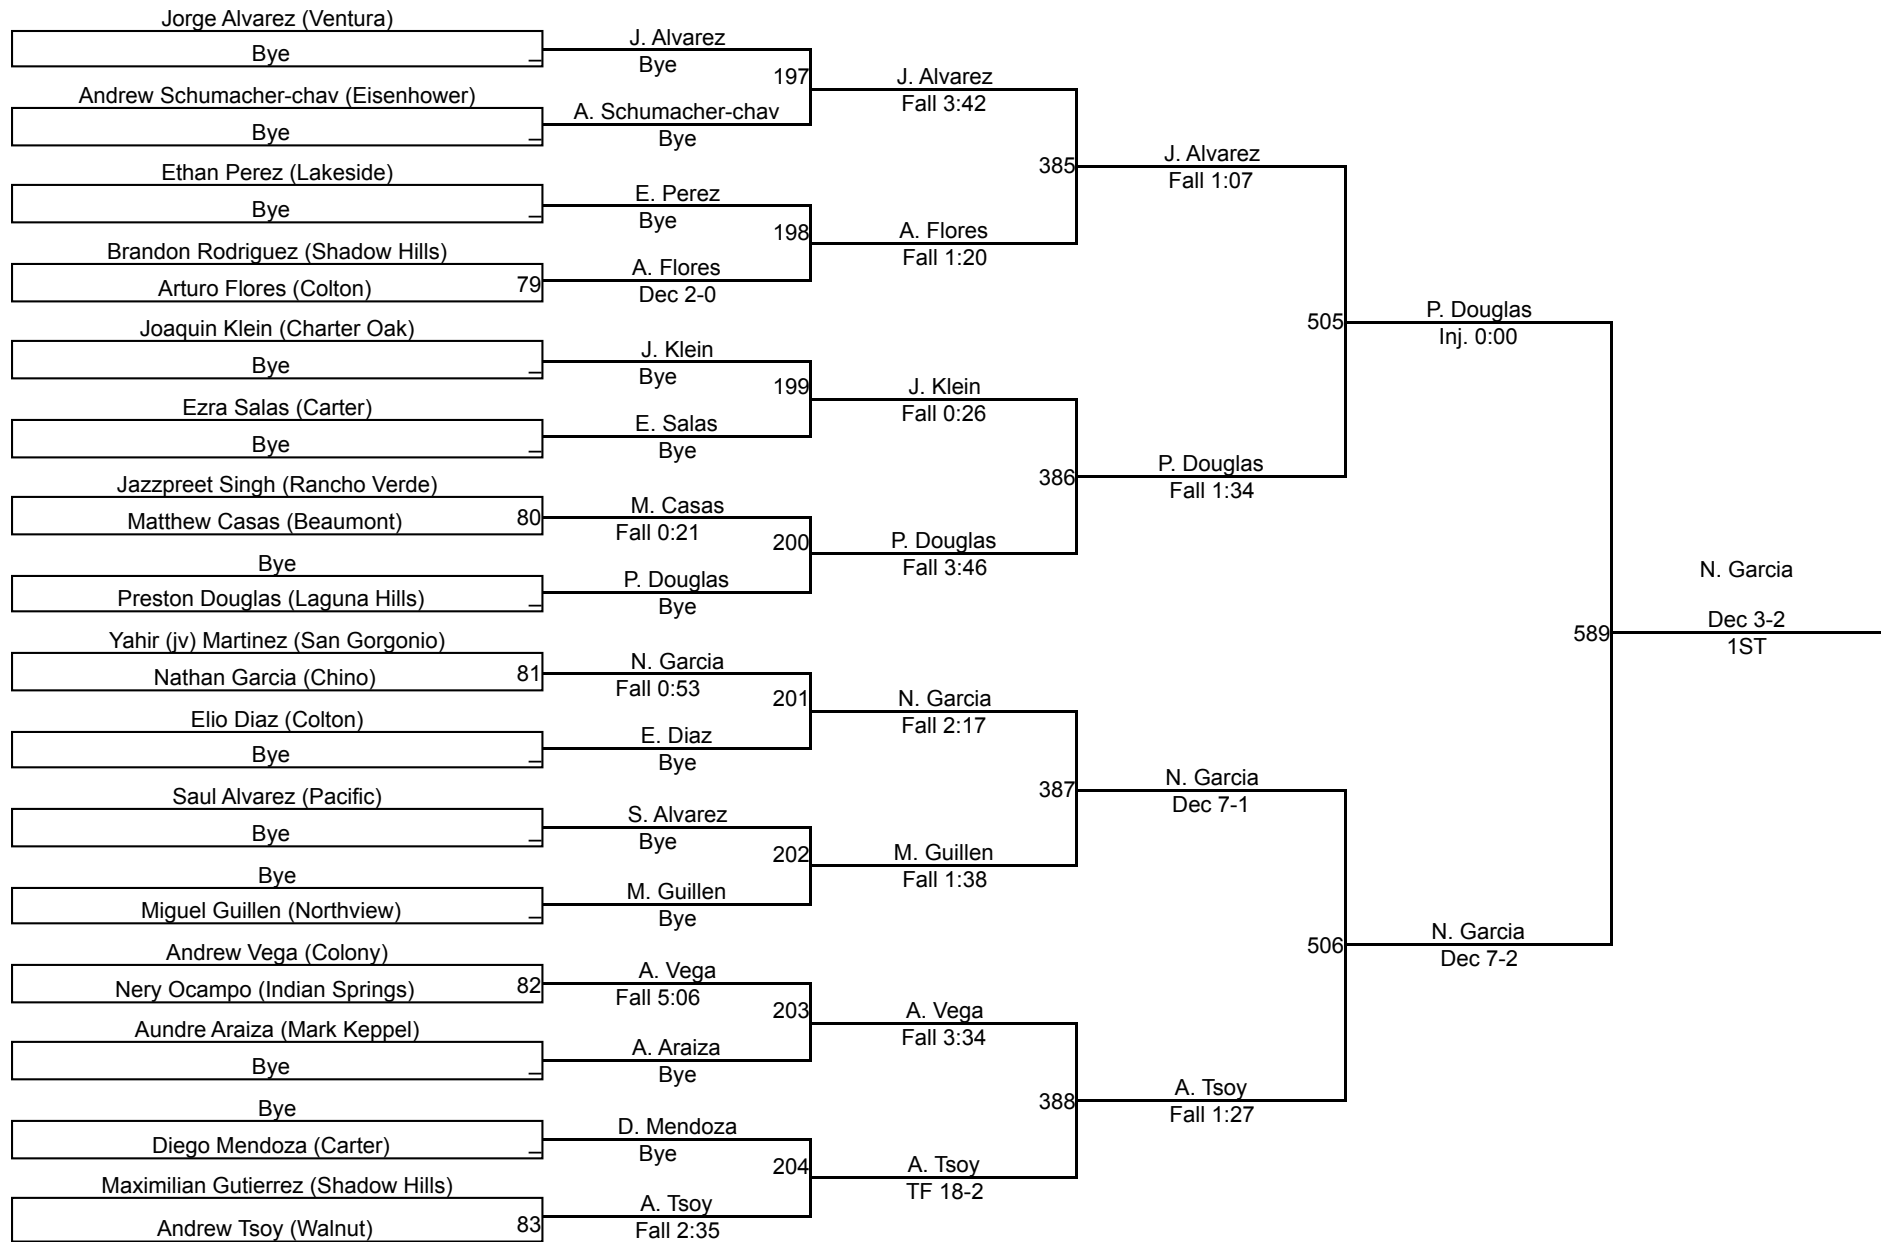 Jorge Alvarez (Ventura)
Bye
_
Andrew Schumacher-chav (Eisenhower)
Bye
_
Ethan Perez (Lakeside)
Bye
_
Brandon Rodriguez (Shadow Hills)
Arturo Flores (Colton)
79
Joaquin Klein (Charter Oak)
Bye
_
Ezra Salas (Carter)
Bye
_
Jazzpreet Singh (Rancho Verde)
Matthew Casas (Beaumont)
80
Bye
Preston Douglas (Laguna Hills)
_
Yahir (jv) Martinez (San Gorgonio)
Nathan Garcia (Chino)
81
Elio Diaz (Colton)
Bye
_
Saul Alvarez (Pacific)
Bye
_
Bye
Miguel Guillen (Northview)
_
Andrew Vega (Colony)
Nery Ocampo (Indian Springs)
82
Aundre Araiza (Mark Keppel)
Bye
_
Bye
Diego Mendoza (Carter)
_
Maximilian Gutierrez (Shadow Hills)
Andrew Tsoy (Walnut)
83
J. Alvarez
Bye
197
A. Schumacher-chav
Bye
E. Perez
Bye
198
A. Flores
Dec 2-0
J. Klein
Bye
199
E. Salas
Bye
M. Casas
Fall 0:21
200
P. Douglas
Bye
N. Garcia
Fall 0:53
201
E. Diaz
Bye
S. Alvarez
Bye
202
M. Guillen
Bye
A. Vega
Fall 5:06
203
A. Araiza
Bye
D. Mendoza
Bye
204
A. Tsoy
Fall 2:35
J. Alvarez
Fall 3:42
385
A. Flores
Fall 1:20
J. Klein
Fall 0:26
386
P. Douglas
Fall 3:46
N. Garcia
Fall 2:17
387
M. Guillen
Fall 1:38
A. Vega
Fall 3:34
388
A. Tsoy
TF 18-2
J. Alvarez
Fall 1:07
505
P. Douglas
Fall 1:34
N. Garcia
Dec 7-1
506
A. Tsoy
Fall 1:27
P. Douglas
Inj. 0:00
589
N. Garcia
Dec 7-2
N. Garcia
Dec 3-2
1ST